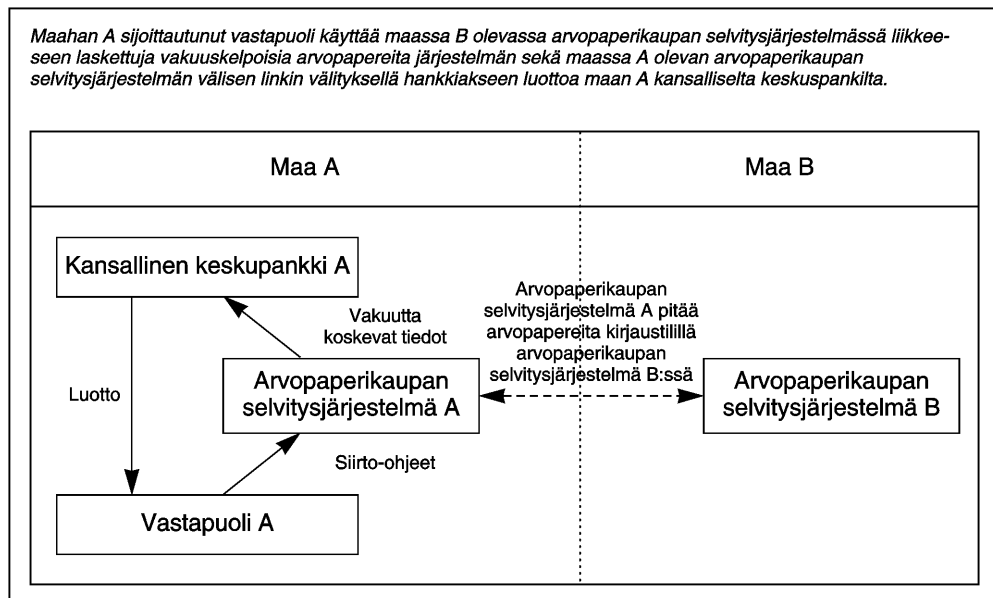 Maahan A sijoittautunut vastapuoli käyttää maassa B olevassa arvopaperikaupan selvitysjärjestelmässä liikkee-
seen laskettuja vakuuskelpoisia arvopapereita järjestelmän sekä maassa A olevan arvopaperikaupan
selvitysjärjestelmän välisen linkin välityksellä hankkiakseen luottoa maan A kansalliselta keskuspankilta.
Maa A
Maa B
Kansallinen keskupankki A
Vakuutta
koskevat tiedot
Arvopaperikaupan
selvitysjärjestelmä A pitää
arvopapereita kirjaustilillä
arvopaperikaupan
selvitysjärjestelmä B:ssä
Luotto
Arvopaperikaupan
selvitysjärjestelmä A
Arvopaperikaupan
selvitysjärjestelmä B
Siirto-ohjeet
Vastapuoli A